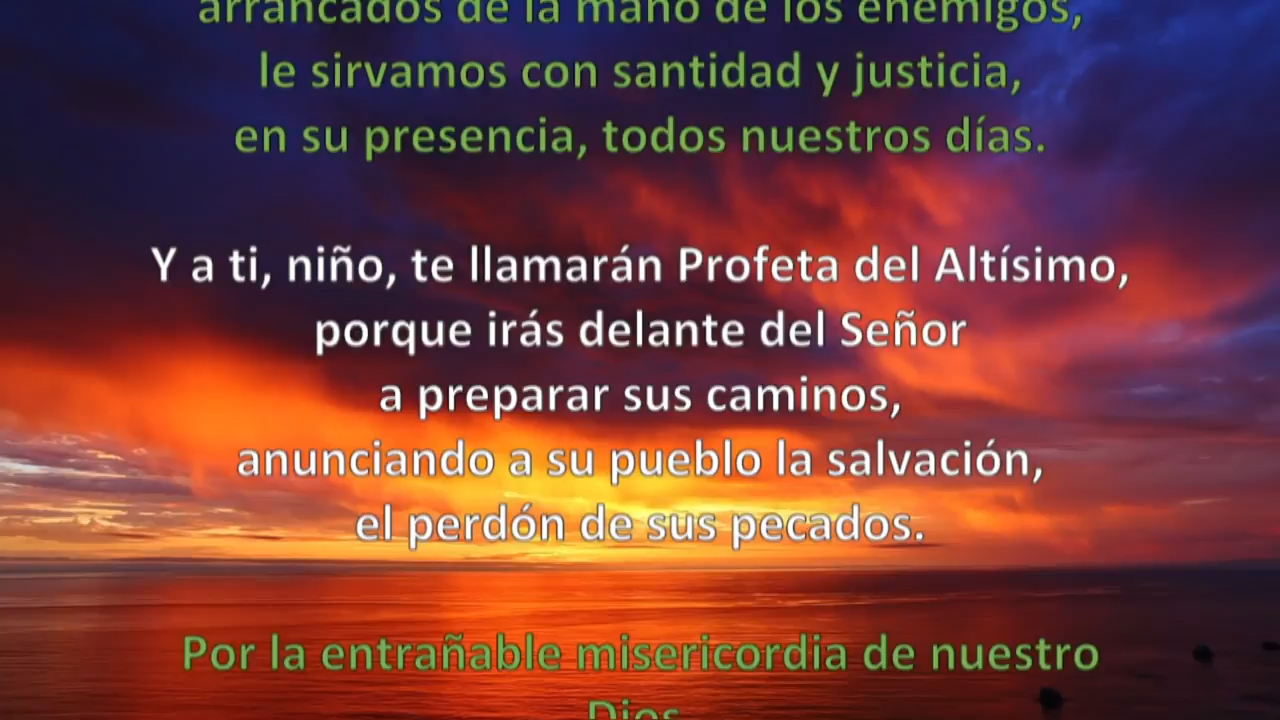 arrancados de la mano de los enemigos,
le sirvamos con santidad y justicia,
en su presencia, todos nuestros días.
Y a ti, niño, te llamarán Profeta del Altísimo,
porque irás delante del Señor
a preparar sus caminos,
anunciando a su pueblo la salvación,
el perdón de sus pecados.
Por la entrañable misericordia de nuestro
Dios